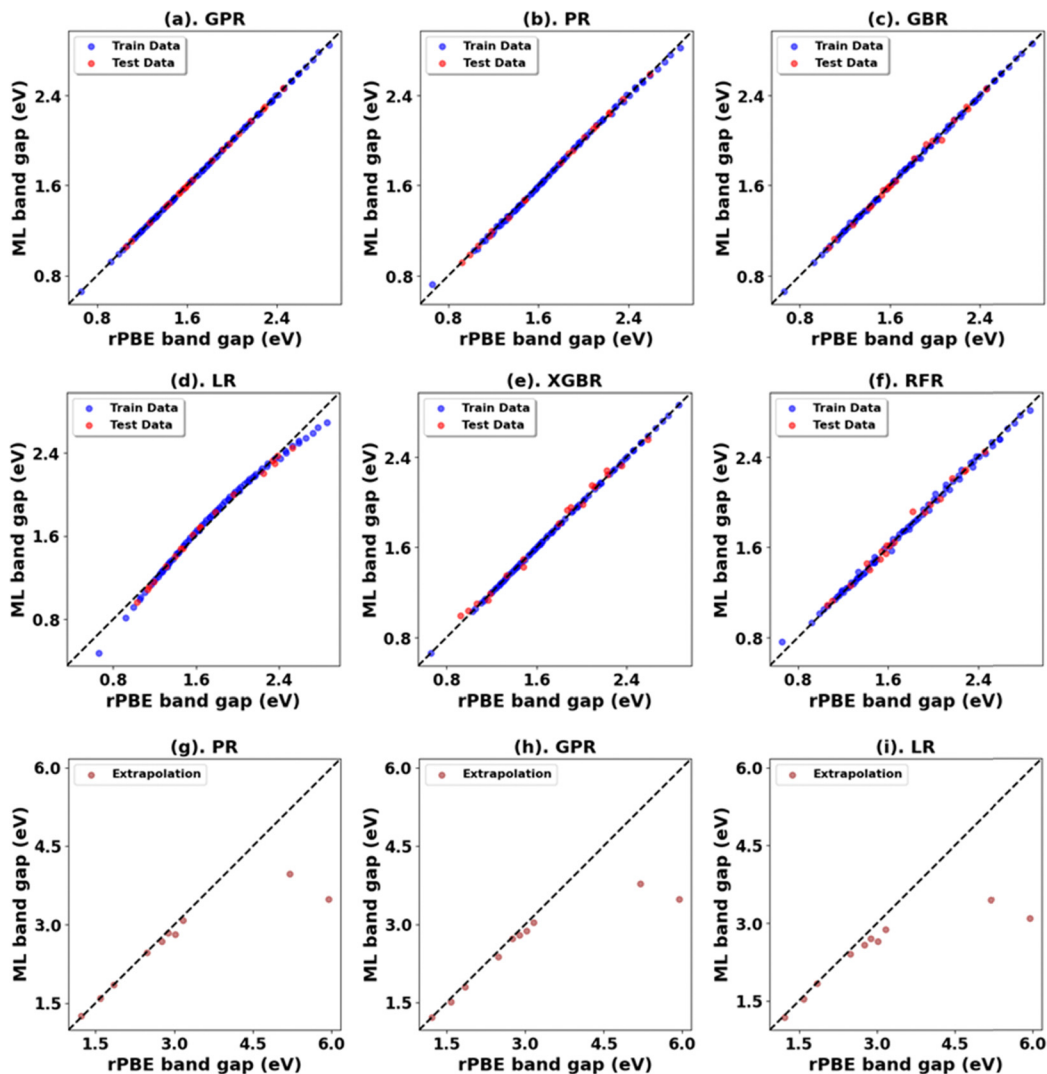 (a). GPR
Train Data
Test Data
ML band gap (eV)
2.4
1.6
0.8
0.8 1.6 2.4
rPBE band gap (eV)
(b). PR
Train Data
Test Data
ML band gap (eV)
2.4
1.6
0.8
0.8 1.6 2.4
rPBE band gap (eV)
(c). GBR
Train Data
Test Data
ML band gap (eV)
2.4
1.6
0.8
0.8 1.6 2.4
rPBE band gap (eV)
(d). LR
Train Data
Test Data
ML band gap (eV)
2.4
1.6
0.8
0.8 1.6 2.4
rPBE band gap (eV)
(e). XGBR
Train Data
Test Data
ML band gap (eV)
2.4
1.6
0.8
0.8 1.6 2.4
rPBE band gap (eV)
(f). RFR
Train Data
Test Data
ML band gap (eV)
2.4
1.6
0.8
0.8 1.6 2.4
rPBE band gap (eV)
(g). PR
Extrapolation
ML band gap (eV)
6.0
4.5
3.0
1.5
1.5 3.0 4.5 6.0
rPBE band gap (eV)
(h). GPR
Extrapolation
ML band gap (eV)
6.0
4.5
3.0
1.5
1.5 3.0 4.5 6.0
rPBE band gap (eV)
(i). LR
Extrapolation
ML band gap (eV)
6.0
4.5
3.0
1.5
1.5 3.0 4.5 6.0
rPBE band gap (eV)